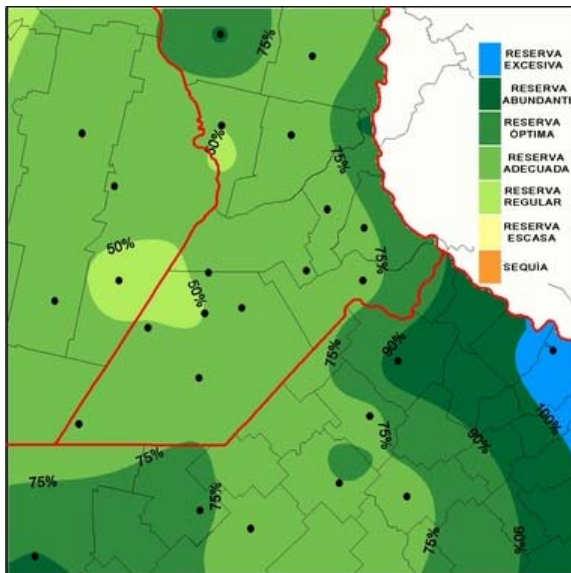 75%
50%
75%
50%
50%
75%
75%
90%
75%
90%
100%
75%
75%
75%
75%
90%
RESERVA
EXCESIVA
RESERVA
ABUNDANTE
RESERVA
ÓPTIMA
RESERVA
ADECUADA
RESERVA
REGULAR
RESERVA
ESCASA
SEQUÍA